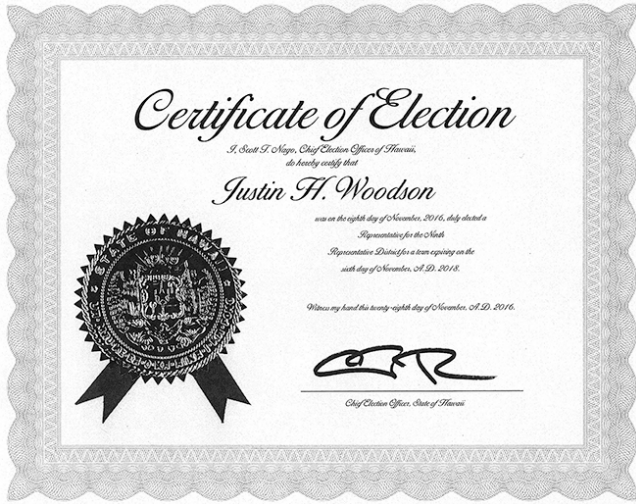 Certificate of Election
I, Scott T. Nago, Chief Election Officer of Hawaii,
do hereby certify that
Justin H. Woodson
was on the eighth day of November, 2016, duly elected a
Representative for the Ninth
Representative District for a term expiring on the
sixth day of November, A.D. 2018.
Witness my hand this twenty-eighth day of November, A.D. 2016.
Chief Election Officer, State of Hawaii
STATE OF HAWAII